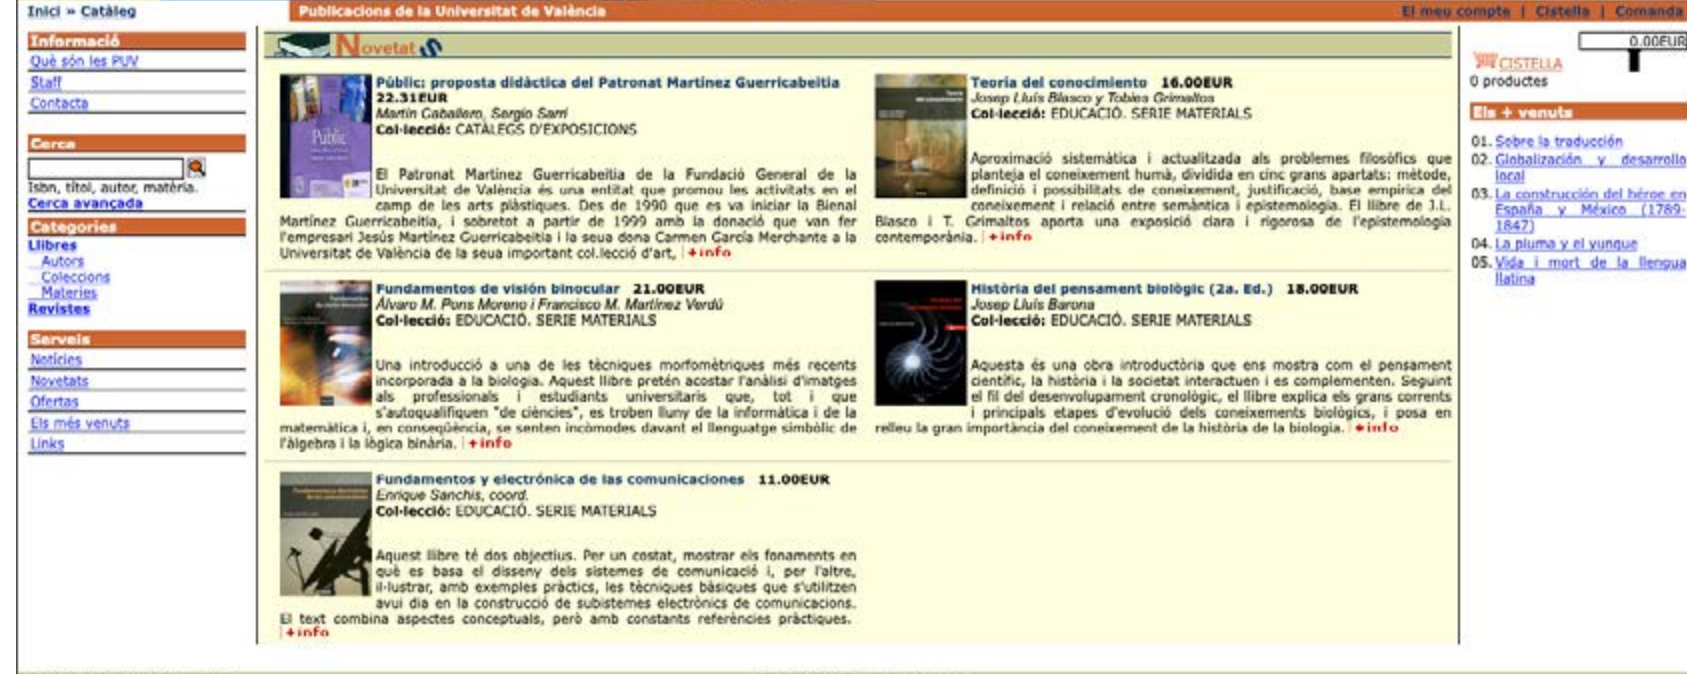 Inici » Catàleg
Publicacions de la Universitat de València
El meu compte | Cistella | Comanda
Informació
Què són les PUV
Staff
Contacta
Cerca
Isbn, títol, autor, matèria.
Cerca avançada
Categories
Llibres
Autors
Coleccions
Materies
Revistes
Serveis
Notícies
Novetats
Ofertas
Els més venuts
Links
Novetats
Públic: proposta didàctica del Patronat Martínez Guerricabeitia
22.31EUR
Martín Caballero, Sergio Sarri
Col·lecció: CATÀLEGS D'EXPOSICIONS
El Patronat Martínez Guerricabeitia de la Fundació General de la
Universitat de València és una entitat que promou les activitats en el
camp de les arts plàstiques. Des de 1990 que es va iniciar la Bienal
Martínez Guerricabeitia, i sobretot a partir de 1999 amb la donació que van fer
l'empresari Jesús Martínez Guerricabeitia i la seua dona Carmen García Merchante a la
Universitat de València de la seua important col.lecció d'art, |+info
Teoria del conocimiento 16.00EUR
Josep Lluís Blasco y Tobies Grimaltos
Col·lecció: EDUCACIÓ. SERIE MATERIALS
Aproximació sistemàtica i actualitzada als problemes filosòfics que
planteja el coneixement humà, dividida en cinc grans apartats: mètode,
definició i possibilitats de coneixement, justificació, base empírica del
coneixement i relació entre semàntica i epistemologia. El llibre de J.L.
Blasco i T. Grimaltos aporta una exposició clara i rigorosa de l'epistemologia
contemporània. |+info
Fundamentos de visión binocular 21.00EUR
Álvaro M. Pons Moreno i Francisco M. Martínez Verdú
Col·lecció: EDUCACIÓ. SERIE MATERIALS
Una introducció a una de les tècniques morfomètriques més recents
incorporada a la biologia. Aquest llibre pretén acostar l'anàlisi d'imatges
als professionals i estudiants universitaris que, tot i que
s'autoqualifiquen "de ciències", es troben lluny de la informàtica i de la
matemàtica i, en conseqüència, se senten incòmodes davant el llenguatge simbòlic de
l'àlgebra i la lògica binària. |+info
Història del pensament biològic (2a. Ed.) 18.00EUR
Josep Lluís Barona
Col·lecció: EDUCACIÓ. SERIE MATERIALS
Aquesta és una obra introductòria que ens mostra com el pensament
científic, la història i la societat interactuen i es complementen. Seguint
el fil del desenvolupament cronològic, el llibre explica els grans corrents
i principals etapes d'evolució dels coneixements biològics, i posa en
relleu la gran importància del coneixement de la història de la biologia. |+info
Fundamentos y electrónica de las comunicaciones 11.00EUR
Enrique Sanchis, coord.
Col·lecció: EDUCACIÓ. SERIE MATERIALS
Aquest llibre té dos objectius. Per un costat, mostrar els fonaments en
què es basa el disseny dels sistemes de comunicació i, per l'altre,
il·lustrar, amb exemples pràctics, les tècniques bàsiques que s'utilitzen
avui dia en la construcció de subistemes electrònics de comunicacions.
El text combina aspectes conceptuals, però amb constants referències pràctiques.
|+info
0.00EUR
CISTELLA
0 productes
Els + venuts
01. Sobre la traducción
02. Globalización y desarrollo
local
03. La construcción del héroe en
España y México (1789-
1847)
04. La pluma y el yunque
05. Vida i mort de la llengua
llatina
Públic